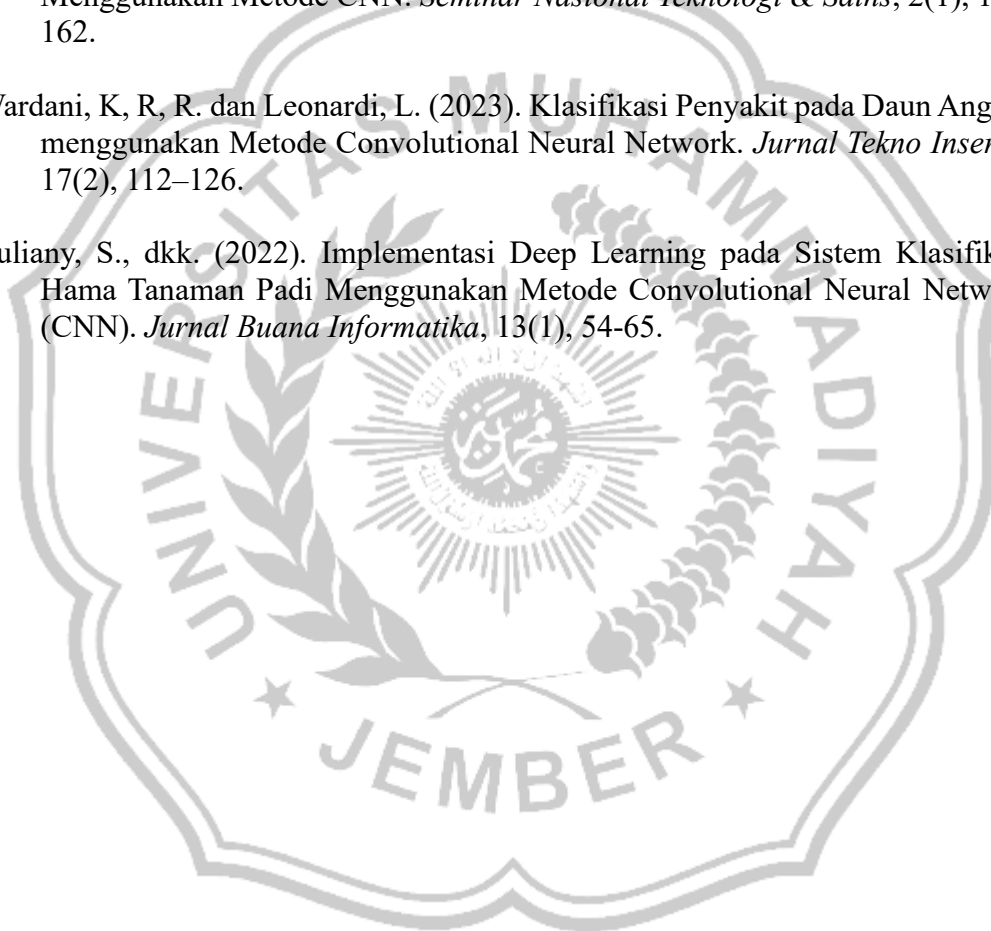 Menggunakan Metode CNN. Seminar Nasional Teknologi & Sains, 2(1), 1
162.
Wardani, K, R, R. dan Leonardi, L. (2023). Klasifikasi Penyakit pada Daun Ang
menggunakan Metode Convolutional Neural Network. Jurnal Tekno Insen
17(2), 112–126.
uliany, S., dkk. (2022). Implementasi Deep Learning pada Sistem Klasifik
Hama Tanaman Padi Menggunakan Metode Convolutional Neural Netw
(CNN). Jurnal Buana Informatika, 13(1), 54-65.
UNIVERSITAS MUHAMMADIYAH
JEMBER